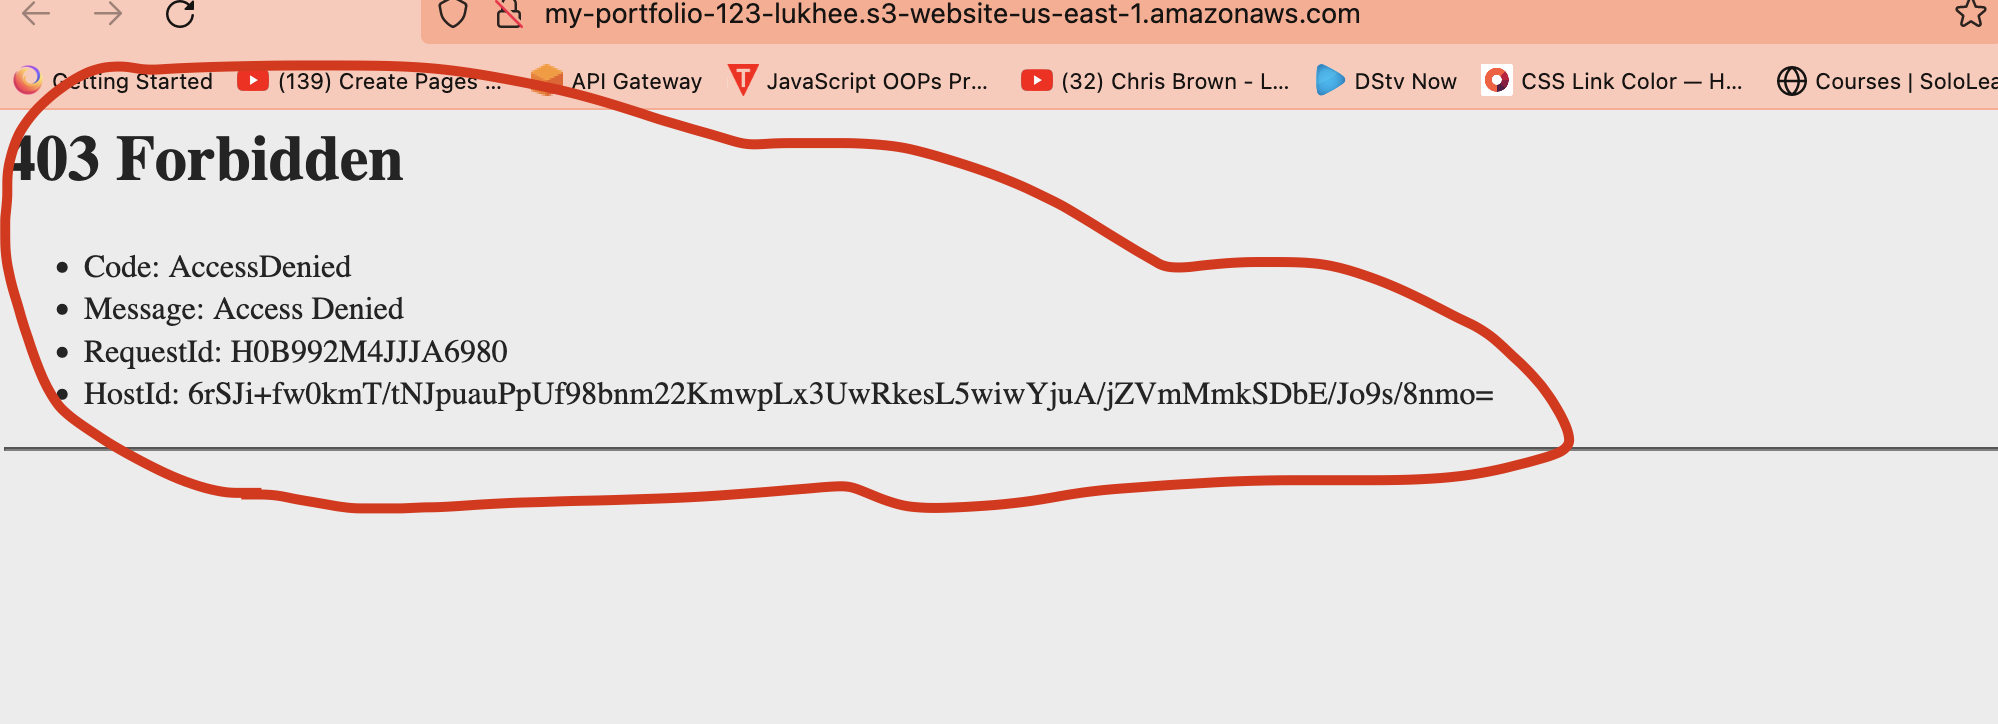 my-portfolio-123-lukhee.s3-website-us-east-1.amazonaws.com
Getting Started (139) Create Pages ... API Gateway JavaScript OOPs Pr... (32) Chris Brown - L... DStv Now CSS Link Color — H... Courses | SoloLea
403 Forbidden
• Code: AccessDenied
• Message: Access Denied
• RequestId: H0B992M4JJJA6980
• HostId: 6rSJi+fw0kmT/tNJpuauPpUf98bnm22KmwpLx3UwRkesL5wiwYjuA/jZVmMmkSDbE/Jo9s/8nmo=